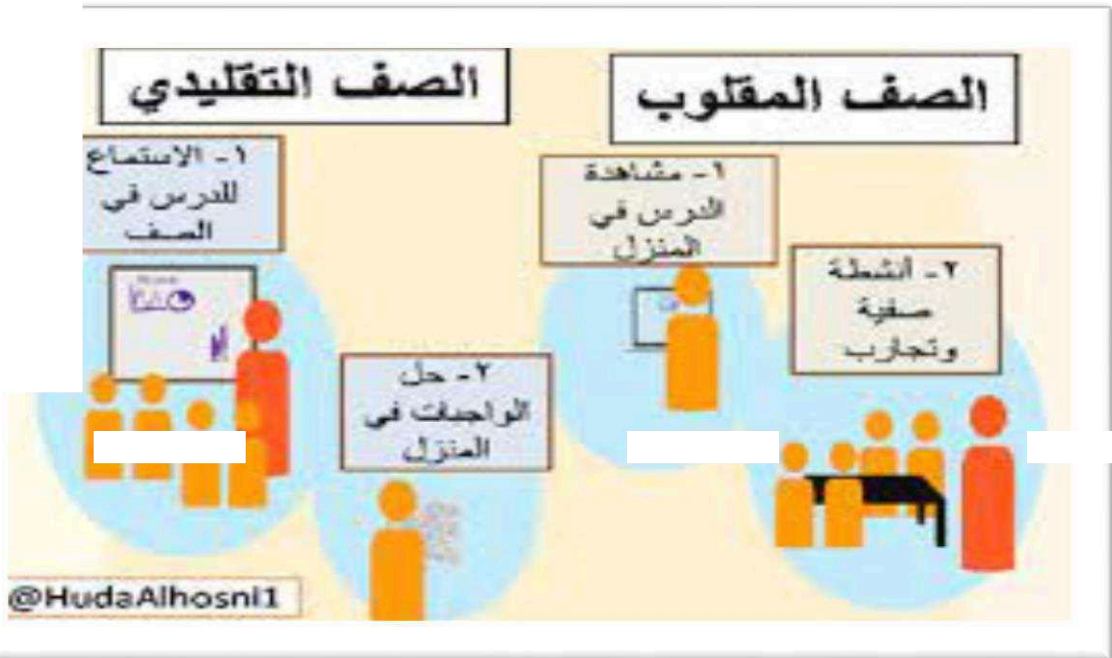 الصف المقلوب
١- مشاهدة
الدرس في
المنزل
٢- أنشطة
صفية
وتجارب
الصف التقليدي
١- الاستماع
للدرس في
الصف
٢- حل
الواجبات في
المنزل
@HudaAlhosni1